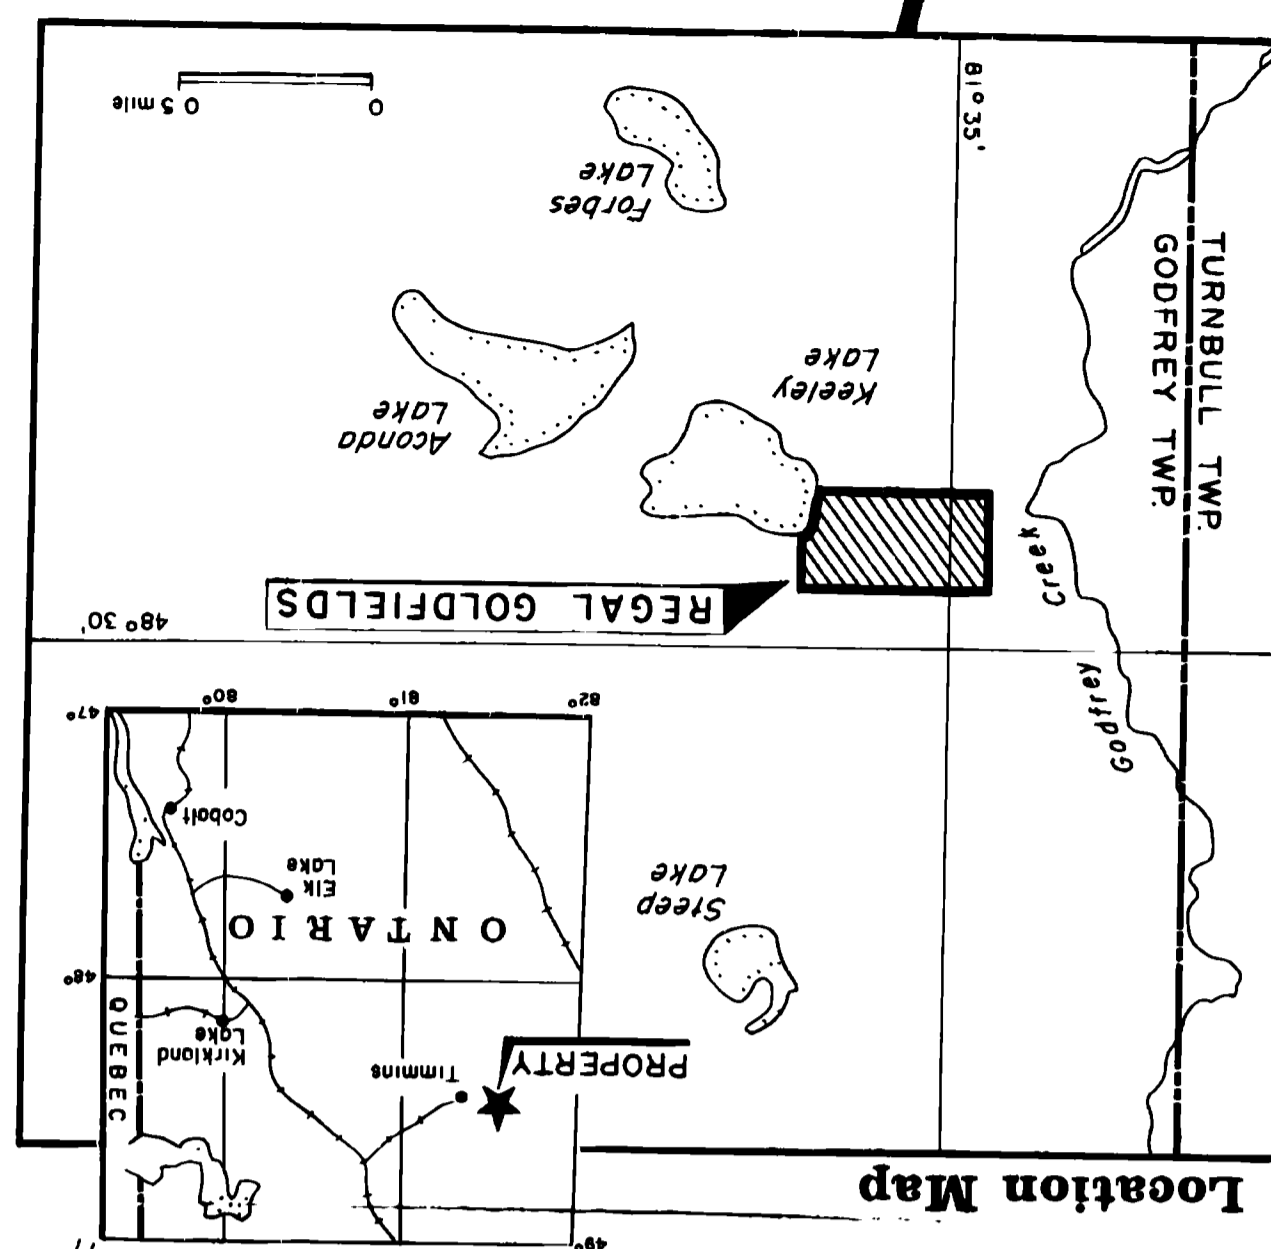 Location Map
49°
PROPERTY
Timmins
Kirkland
Lake
QUEBEC
48°
ONTARIO
Elk
Lake
Cobalt
47°
82°
81°
80°
Steep
Lake
Godfrey
Creek
TURNBULL TWP.
GODFREY TWP.
48° 30'
REGAL GOLDFIELDS
Keeley
Lake
Aconda
Lake
Forbes
Lake
81° 35'
0 0 5 mile